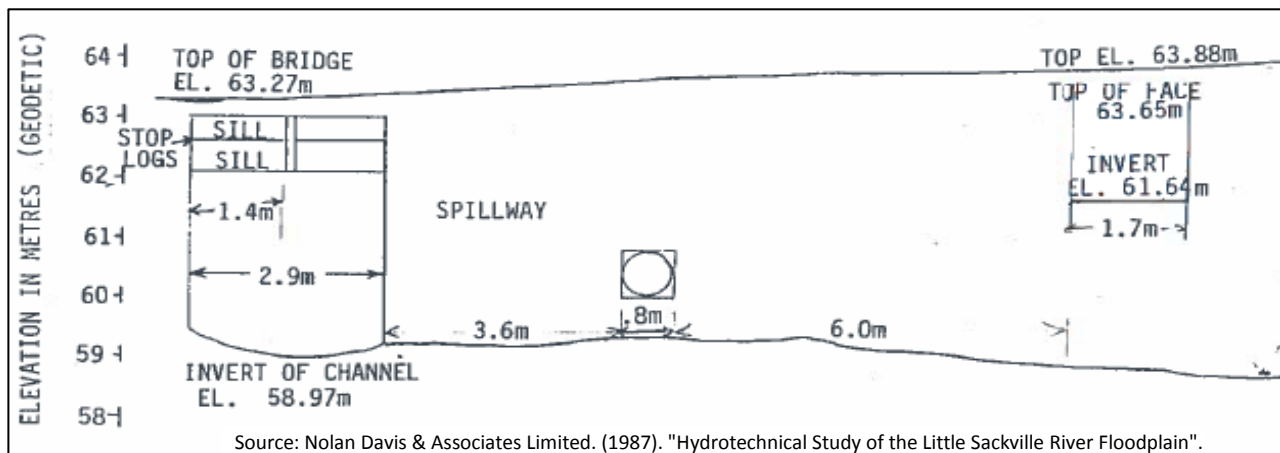 ELEVATION IN METRES (GEODETIC)
64
63
62
61
60
59
58
TOP OF BRIDGE
EL. 63.27m
STOP
LOGS
SILL
SILL
1.4m
2.9m
INVERT OF CHANNEL
EL. 58.97m
SPILLWAY
3.6m
.8m
6.0m
TOP EL. 63.88m
TOP OF FACE
63.65m
INVERT
EL. 61.64m
1.7m
Source: Nolan Davis & Associates Limited. (1987). "Hydrotechnical Study of the Little Sackville River Floodplain".